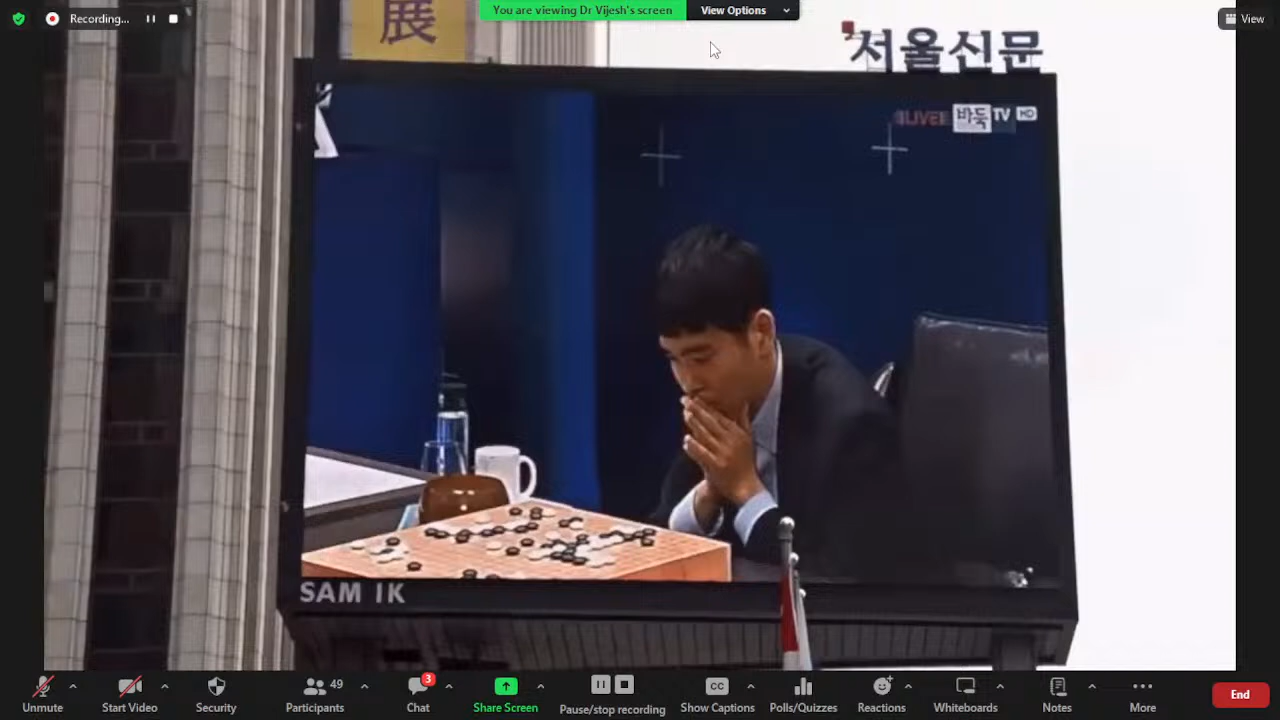 Recording...
You are viewing Dr Vijesh's screen
View Options
View
展
서울신문
LIVE
바둑TV HD
SAM IK
Unmute
Start Video
Security
49
Participants
3
Chat
Share Screen
Pause/stop recording
CC
Show Captions
Polls/Quizzes
Reactions
Whiteboards
Notes
More
End